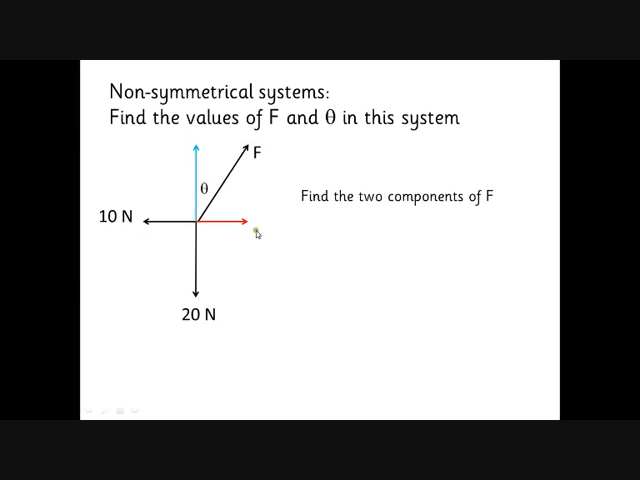 Non-symmetrical systems:
Find the values of F and θ in this system
F
θ
Find the two components of F
10 N
20 N